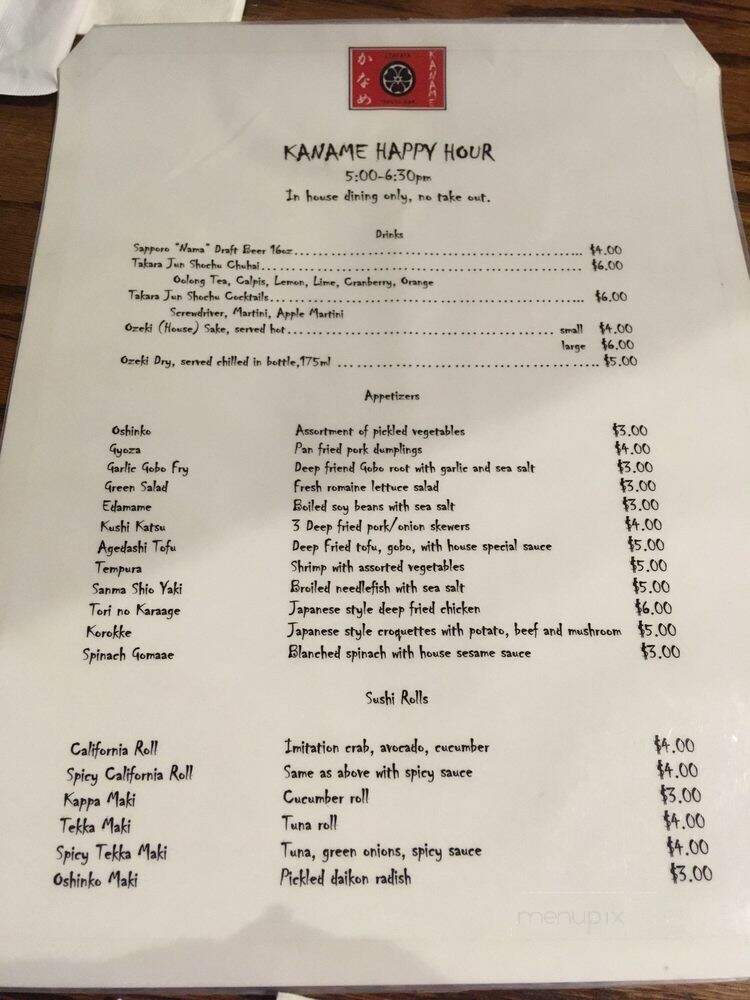 かなめ
KANAME
KANAME HAPPY HOUR
5:00-6:30pm
In house dining only, no take out.
Drinks
Sapporo "Nama" Draft Beer 16oz.......................................................... $4.00
Takara Jun Shochu Chuhai................................................................. $6.00
Oolong Tea, Calpis, Lemon, Lime, Cranberry, Orange
Takara Jun Shochu Cocktails............................................................... $6.00
Screwdriver, Martini, Apple Martini
Ozeki (House) Sake, served hot..................................................... small $4.00
large $6.00
Ozeki Dry, served chilled in bottle,175ml .................................................. $5.00
Appetizers
Oshinko Assortment of pickled vegetables $3.00
Gyoza Pan fried pork dumplings $4.00
Garlic Gobo Fry Deep friend Gobo root with garlic and sea salt $3.00
Green Salad Fresh romaine lettuce salad $3.00
Edamame Boiled soy beans with sea salt $3.00
Kushi Katsu 3 Deep fried pork/onion skewers $4.00
Agedashi Tofu Deep Fried tofu, gobo, with house special sauce $5.00
Tempura Shrimp with assorted vegetables $5.00
Sanma Shio Yaki Broiled needlefish with sea salt $5.00
Tori no Karaage Japanese style deep fried chicken $6.00
Korokke Japanese style croquettes with potato, beef and mushroom $5.00
Spinach Gomaae Blanched spinach with house sesame sauce $3.00
Sushi Rolls
California Roll Imitation crab, avocado, cucumber $4.00
Spicy California Roll Same as above with spicy sauce $4.00
Kappa Maki Cucumber roll $3.00
Tekka Maki Tuna roll $4.00
Spicy Tekka Maki Tuna, green onions, spicy sauce $4.00
Oshinko Maki Pickled daikon radish $3.00
menupix